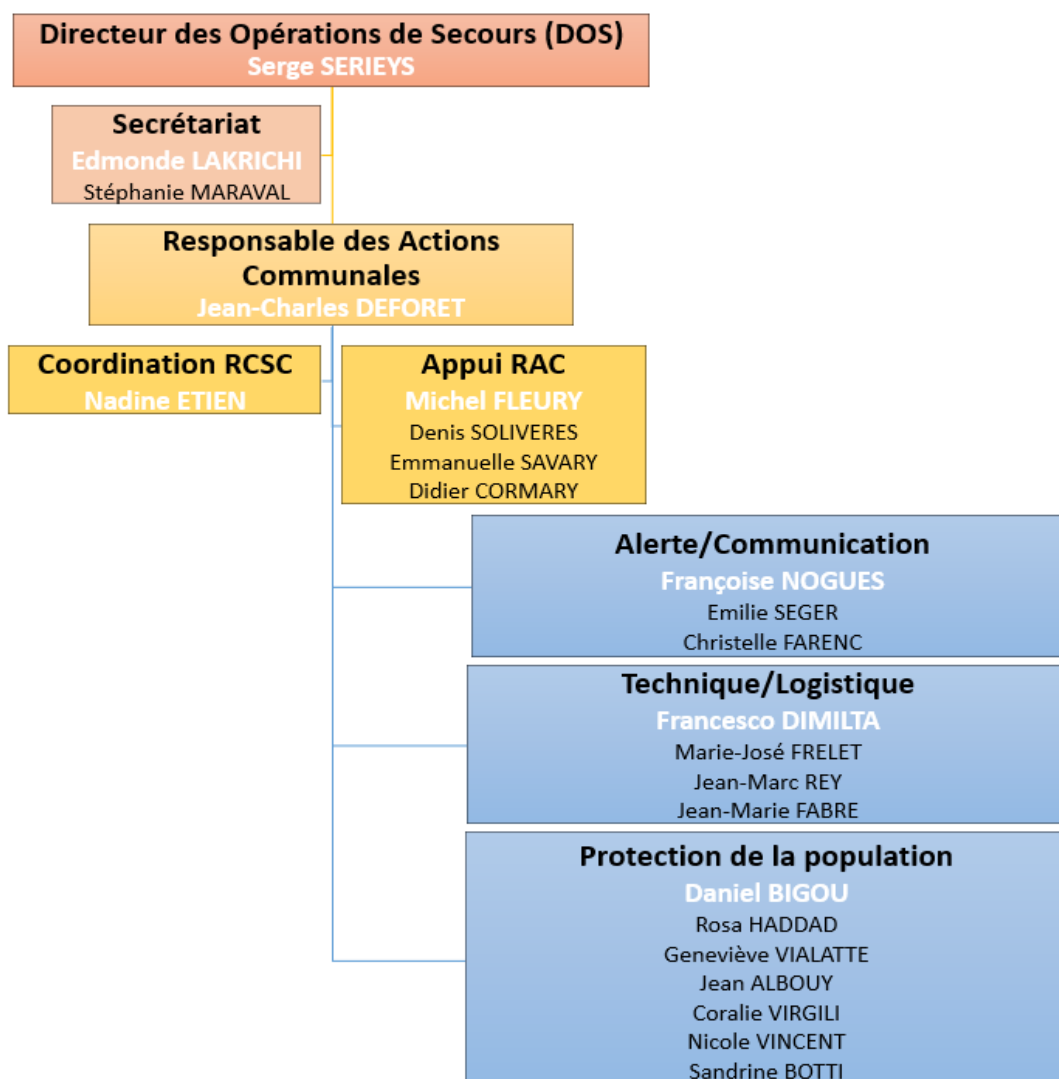 Directeur des Opérations de Secours (DOS)
Serge SERIEYS
Secrétariat
Edmonde LAKRICHI
Stéphanie MARAVAL
Responsable des Actions
Communales
Jean-Charles DEFORET
Coordination RCSC
Nadine ETIEN
Appui RAC
Michel FLEURY
Denis SOLIVERES
Emmanuelle SAVARY
Didier CORMARY
Alerte/Communication
Françoise NOGUES
Emilie SEGER
Christelle FARENC
Technique/Logistique
Francesco DIMILTA
Marie-José FRELET
Jean-Marc REY
Jean-Marie FABRE
Protection de la population
Daniel BIGOU
Rosa HADDAD
Geneviève VIALATTE
Jean ALBOUY
Coralie VIRGILI
Nicole VINCENT
Sandrine BOTTI